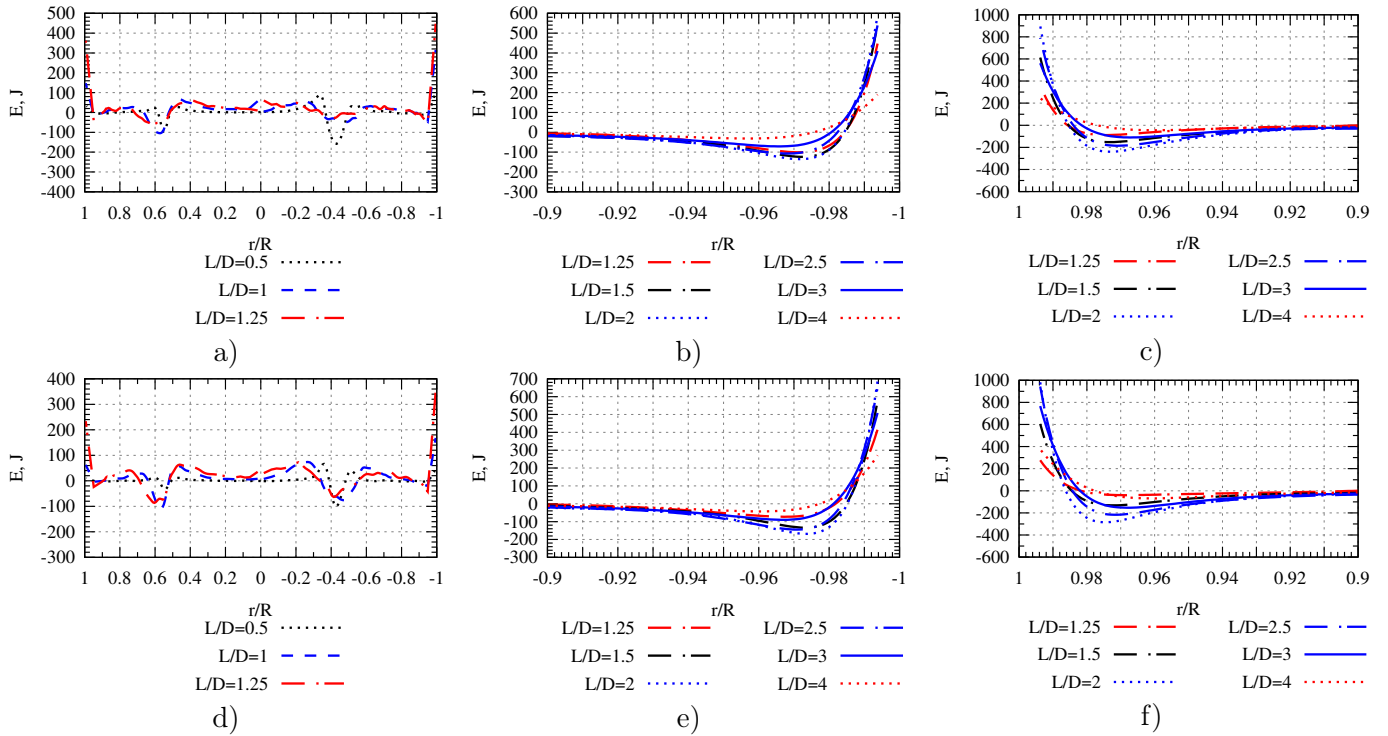 600
500
400
300
200
100
0
-100
-200
-300
-400
E, J
1 0.8 0.6 0.4 0.2 0 -0.2 -0.4 -0.6 -0.8 -1
r/R
L/D=0.5
L/D=1
L/D=1.25
a)
600
500
400
300
200
100
0
-100
-200
-300
E, J
-0.9 -0.92 -0.94 -0.96 -0.98 -1
r/R
L/D=1.25 L/D=2.5
L/D=1.5 L/D=3
L/D=2 L/D=4
b)
1000
800
600
400
200
0
-200
-400
-600
E, J
1 0.98 0.96 0.94 0.92 0.9
r/R
L/D=1.25 L/D=2.5
L/D=1.5 L/D=3
L/D=2 L/D=4
c)
400
300
200
100
0
-100
-200
-300
E, J
1 0.8 0.6 0.4 0.2 0 -0.2 -0.4 -0.6 -0.8 -1
r/R
L/D=0.5
L/D=1
L/D=1.25
d)
700
600
500
400
300
200
100
0
-100
-200
-300
E, J
-0.9 -0.92 -0.94 -0.96 -0.98 -1
r/R
L/D=1.25 L/D=2.5
L/D=1.5 L/D=3
L/D=2 L/D=4
e)
1000
800
600
400
200
0
-200
-400
-600
E, J
1 0.98 0.96 0.94 0.92 0.9
r/R
L/D=1.25 L/D=2.5
L/D=1.5 L/D=3
L/D=2 L/D=4
f)